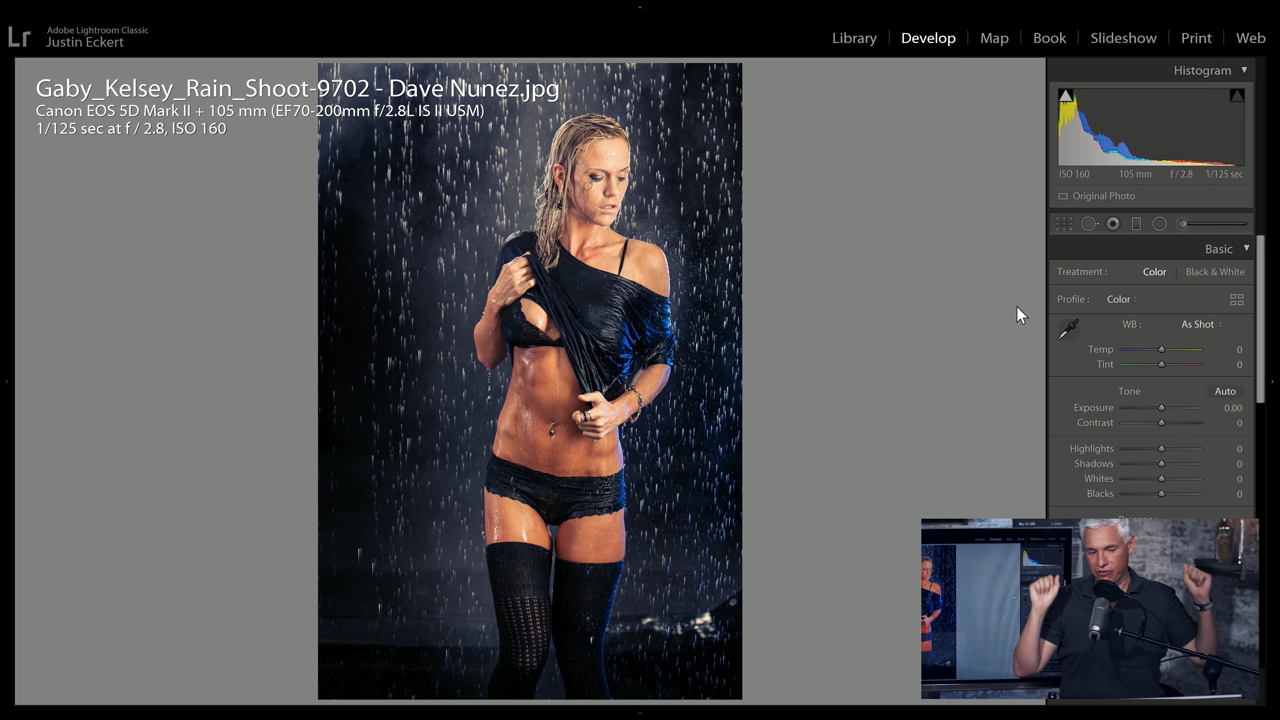 Lr
Adobe Lightroom Classic
Justin Eckert
Library | Develop | Map | Book | Slideshow | Print | Web
Gaby_Kelsey_Rain_Shoot-9702 - Dave Nunez.jpg
Canon EOS 5D Mark II + 105 mm (EF70-200mm f/2.8L IS II USM)
1/125 sec at f / 2.8, ISO 160
Histogram
ISO 160 105 mm f / 2.8 1/125 sec
Original Photo
Basic
Treatment : Color | Black & White
Profile : Color
WB : As Shot
Temp 0
Tint 0
Tone Auto
Exposure 0.00
Contrast 0
Highlights 0
Shadows 0
Whites 0
Blacks 0